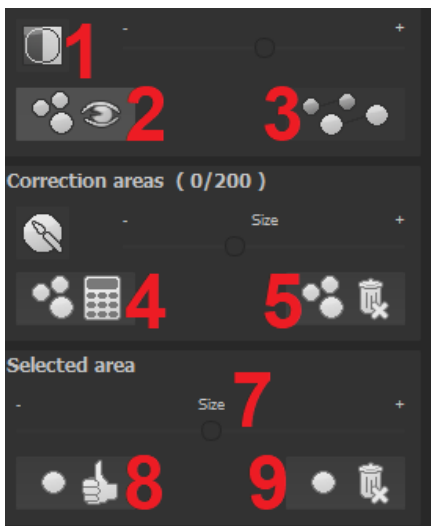 1
- +
2 3
Correction areas ( 0/200 )
- Size +
4 5
Selected area
- Size 7 +
8 9